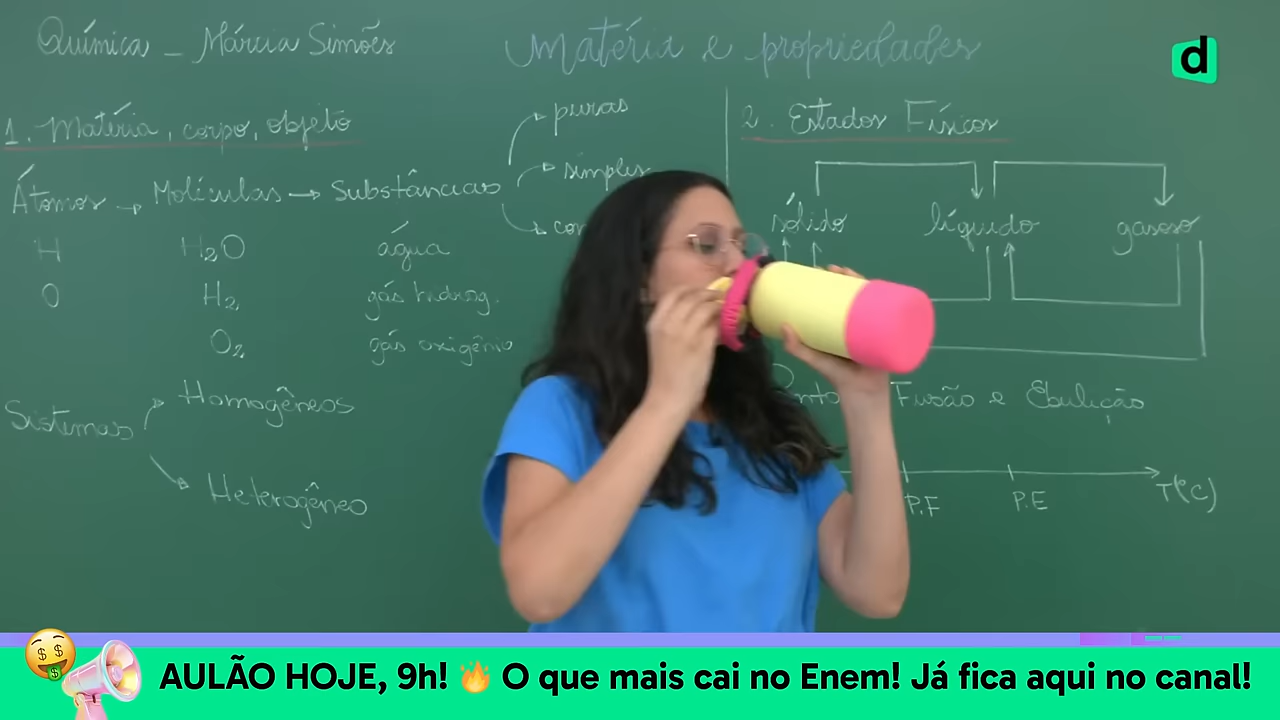 Química - Márcia Simões
Matéria e propriedades
d
1. Matéria, corpo, objeto
Átomos → Moléculas → Substâncias
puras
simples
H H2O água
O H2 gás hidrog.
O2 gás oxigênio
Sistemas
Homogêneos
Heterogêneo
2. Estados Físicos
sólido líquido gasoso
Fusão e Ebulição
P.F P.E T(°C)
AULÃO HOJE, 9h! 🔥 O que mais cai no Enem! Já fica aqui no canal!